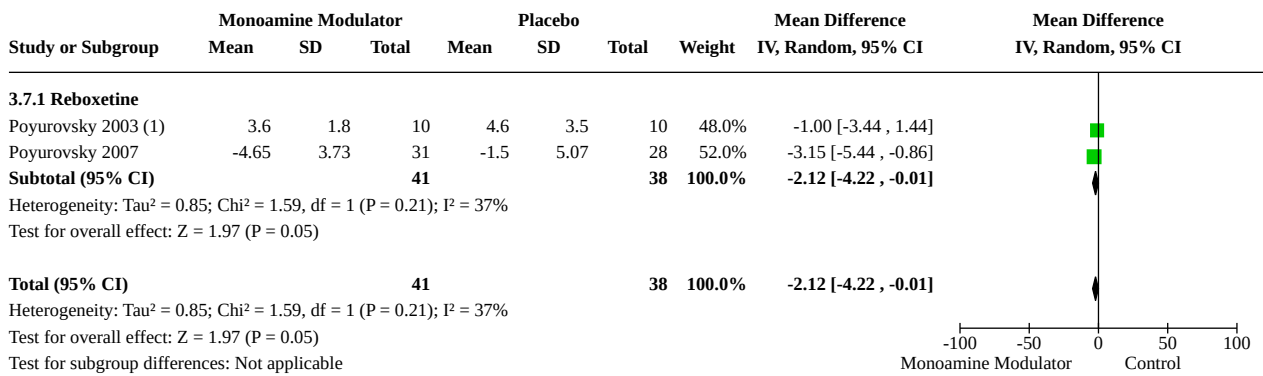 Monoamine Modulator Placebo Mean Difference Mean Difference
Study or Subgroup Mean SD Total Mean SD Total Weight IV, Random, 95% CI IV, Random, 95% CI
3.7.1 Reboxetine
Poyurovsky 2003 (1) 3.6 1.8 10 4.6 3.5 10 48.0% -1.00 [-3.44 , 1.44]
Poyurovsky 2007 -4.65 3.73 31 -1.5 5.07 28 52.0% -3.15 [-5.44 , -0.86]
Subtotal (95% CI) 41 38 100.0% -2.12 [-4.22 , -0.01]
Heterogeneity: Tau² = 0.85; Chi² = 1.59, df = 1 (P = 0.21); I² = 37%
Test for overall effect: Z = 1.97 (P = 0.05)
Total (95% CI) 41 38 100.0% -2.12 [-4.22 , -0.01]
Heterogeneity: Tau² = 0.85; Chi² = 1.59, df = 1 (P = 0.21); I² = 37%
Test for overall effect: Z = 1.97 (P = 0.05)
-100 -50 0 50 100
Test for subgroup differences: Not applicable Monoamine Modulator Control